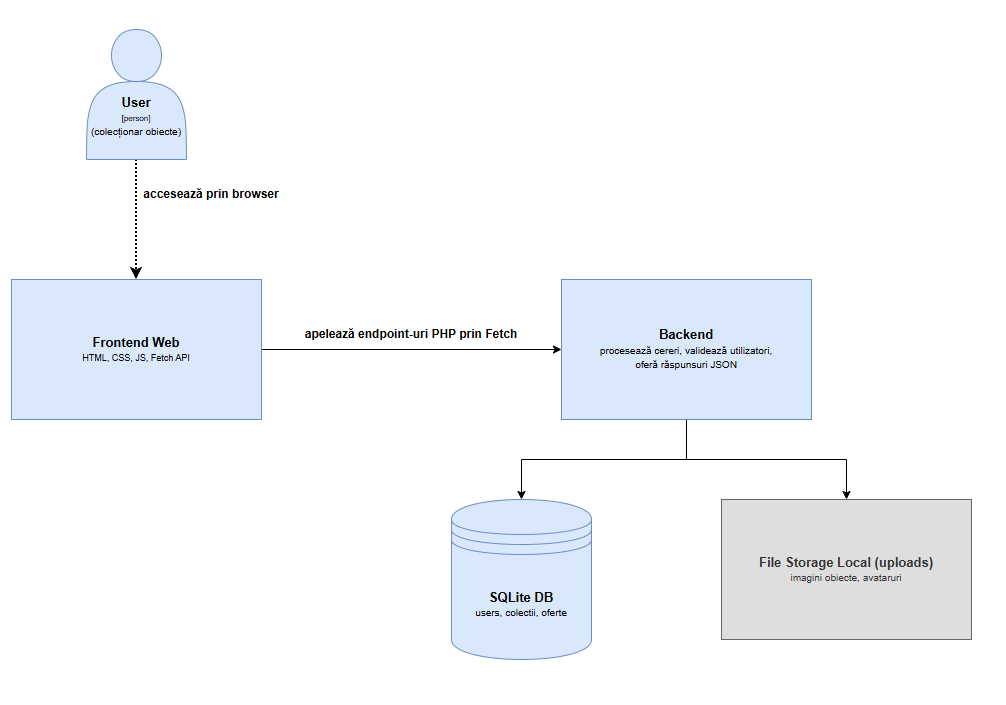 User
[person]
(colecționar obiecte)
accesează prin browser
Frontend Web
HTML, CSS, JS, Fetch API
apelează endpoint-uri PHP prin Fetch
Backend
procesează cereri, validează utilizatori,
oferă răspunsuri JSON
SQLite DB
users, colectii, oferte
File Storage Local (uploads)
imagini obiecte, avataruri